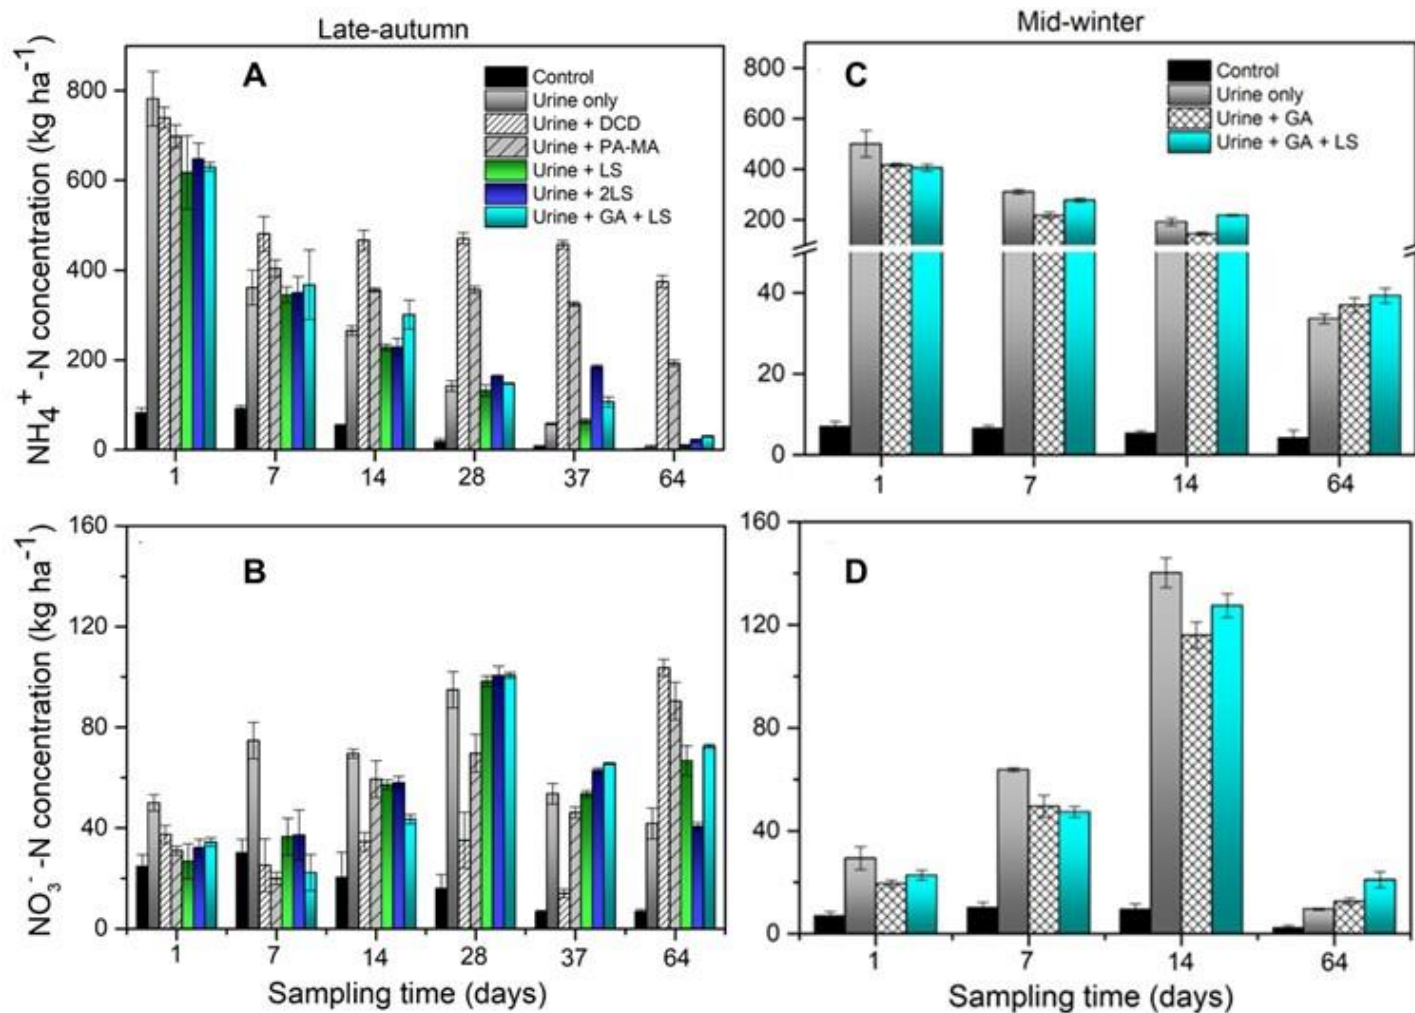 Late-autumn
A
NH₄⁺ -N concentration (kg ha⁻¹)
800
600
400
200
0
Control
Urine only
Urine + DCD
Urine + PA-MA
Urine + LS
Urine + 2LS
Urine + GA + LS
1 7 14 28 37 64
Mid-winter
C
800
600
400
200
40
20
0
Control
Urine only
Urine + GA
Urine + GA + LS
1 7 14 64
B
NO₃⁻ -N concentration (kg ha⁻¹)
160
120
80
40
0
1 7 14 28 37 64
Sampling time (days)
D
160
120
80
40
0
1 7 14 64
Sampling time (days)